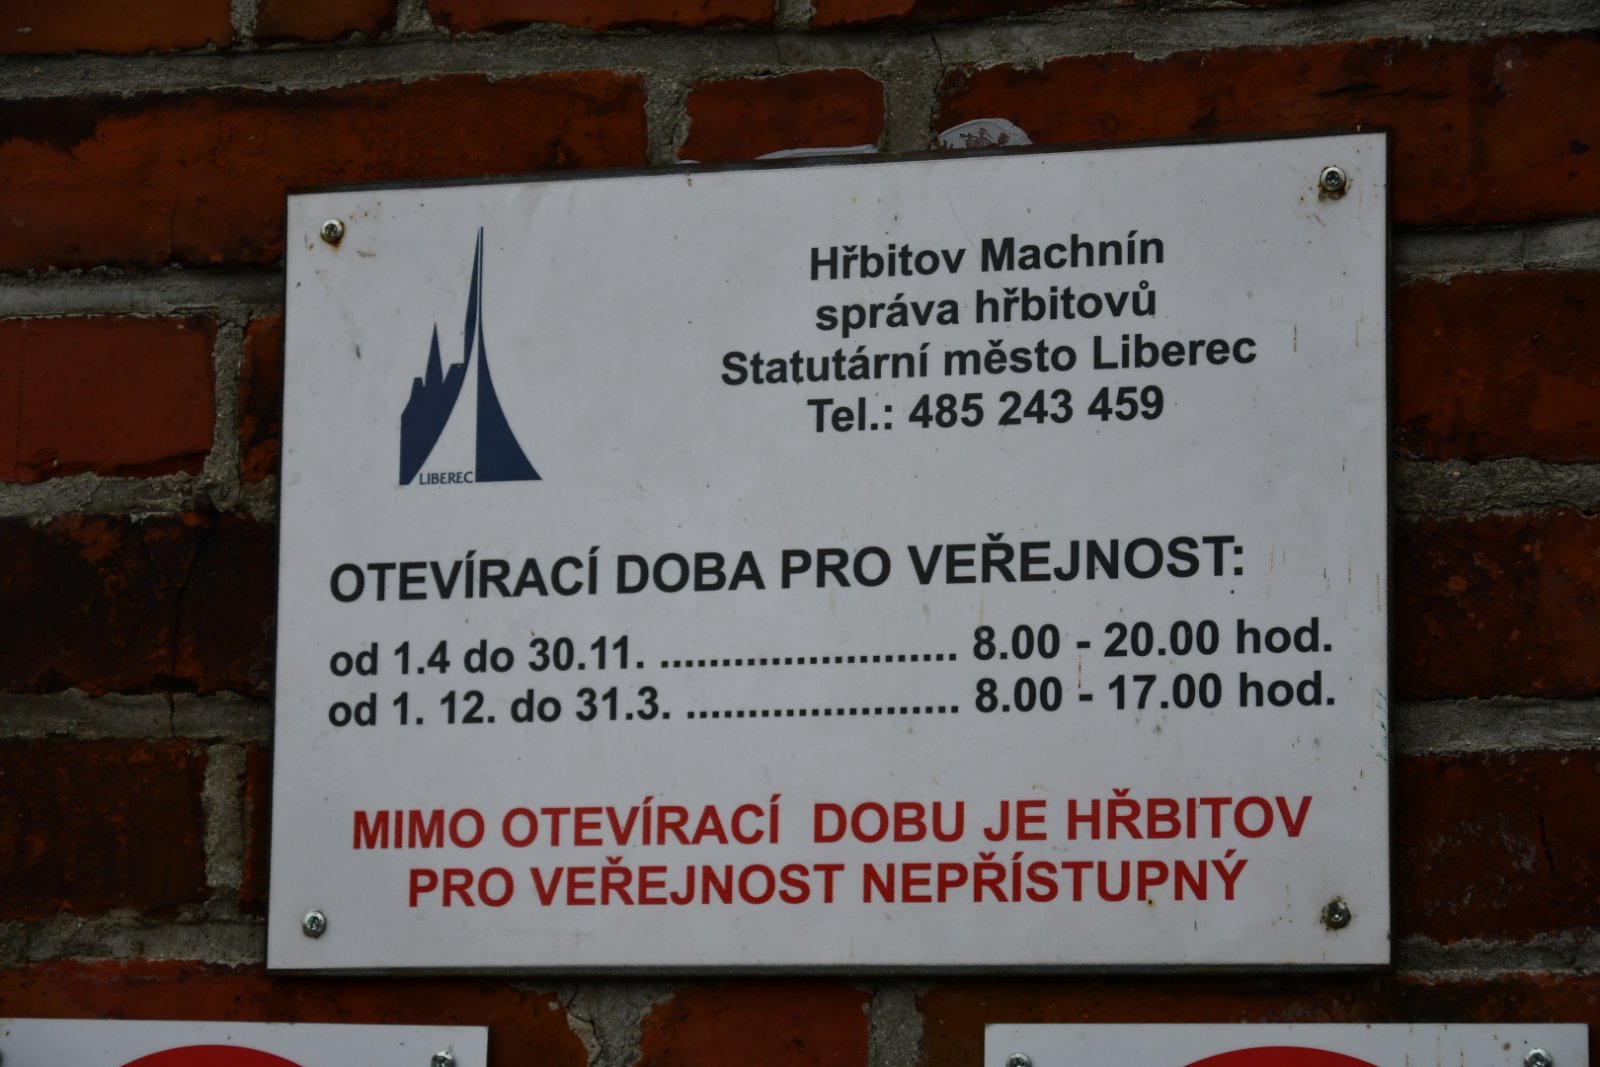 Hřbitov Machnín
správa hřbitovů
Statutární město Liberec
Tel.: 485 243 459
LIBEREC
OTEVÍRACÍ DOBA PRO VEŘEJNOST:
od 1.4 do 30.11. ........................ 8.00 - 20.00 hod.
od 1. 12. do 31.3. ...................... 8.00 - 17.00 hod.
MIMO OTEVÍRACÍ  DOBU JE HŘBITOV
PRO VEŘEJNOST NEPŘÍSTUPNÝ